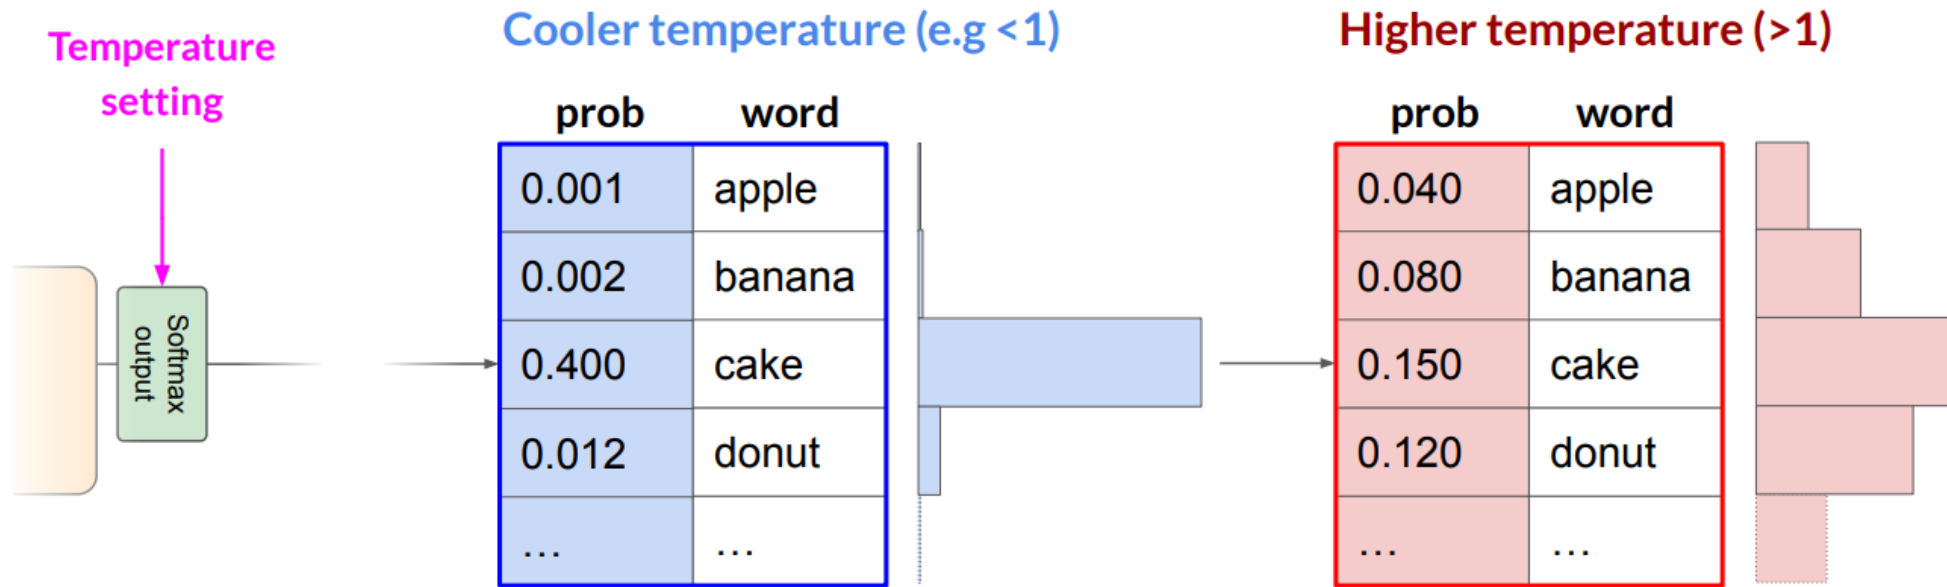 Temperature
setting
Softmax
output
Cooler temperature (e.g <1)
prob word
0.001 apple
0.002 banana
0.400 cake
0.012 donut
... ...
Higher temperature (>1)
prob word
0.040 apple
0.080 banana
0.150 cake
0.120 donut
... ...